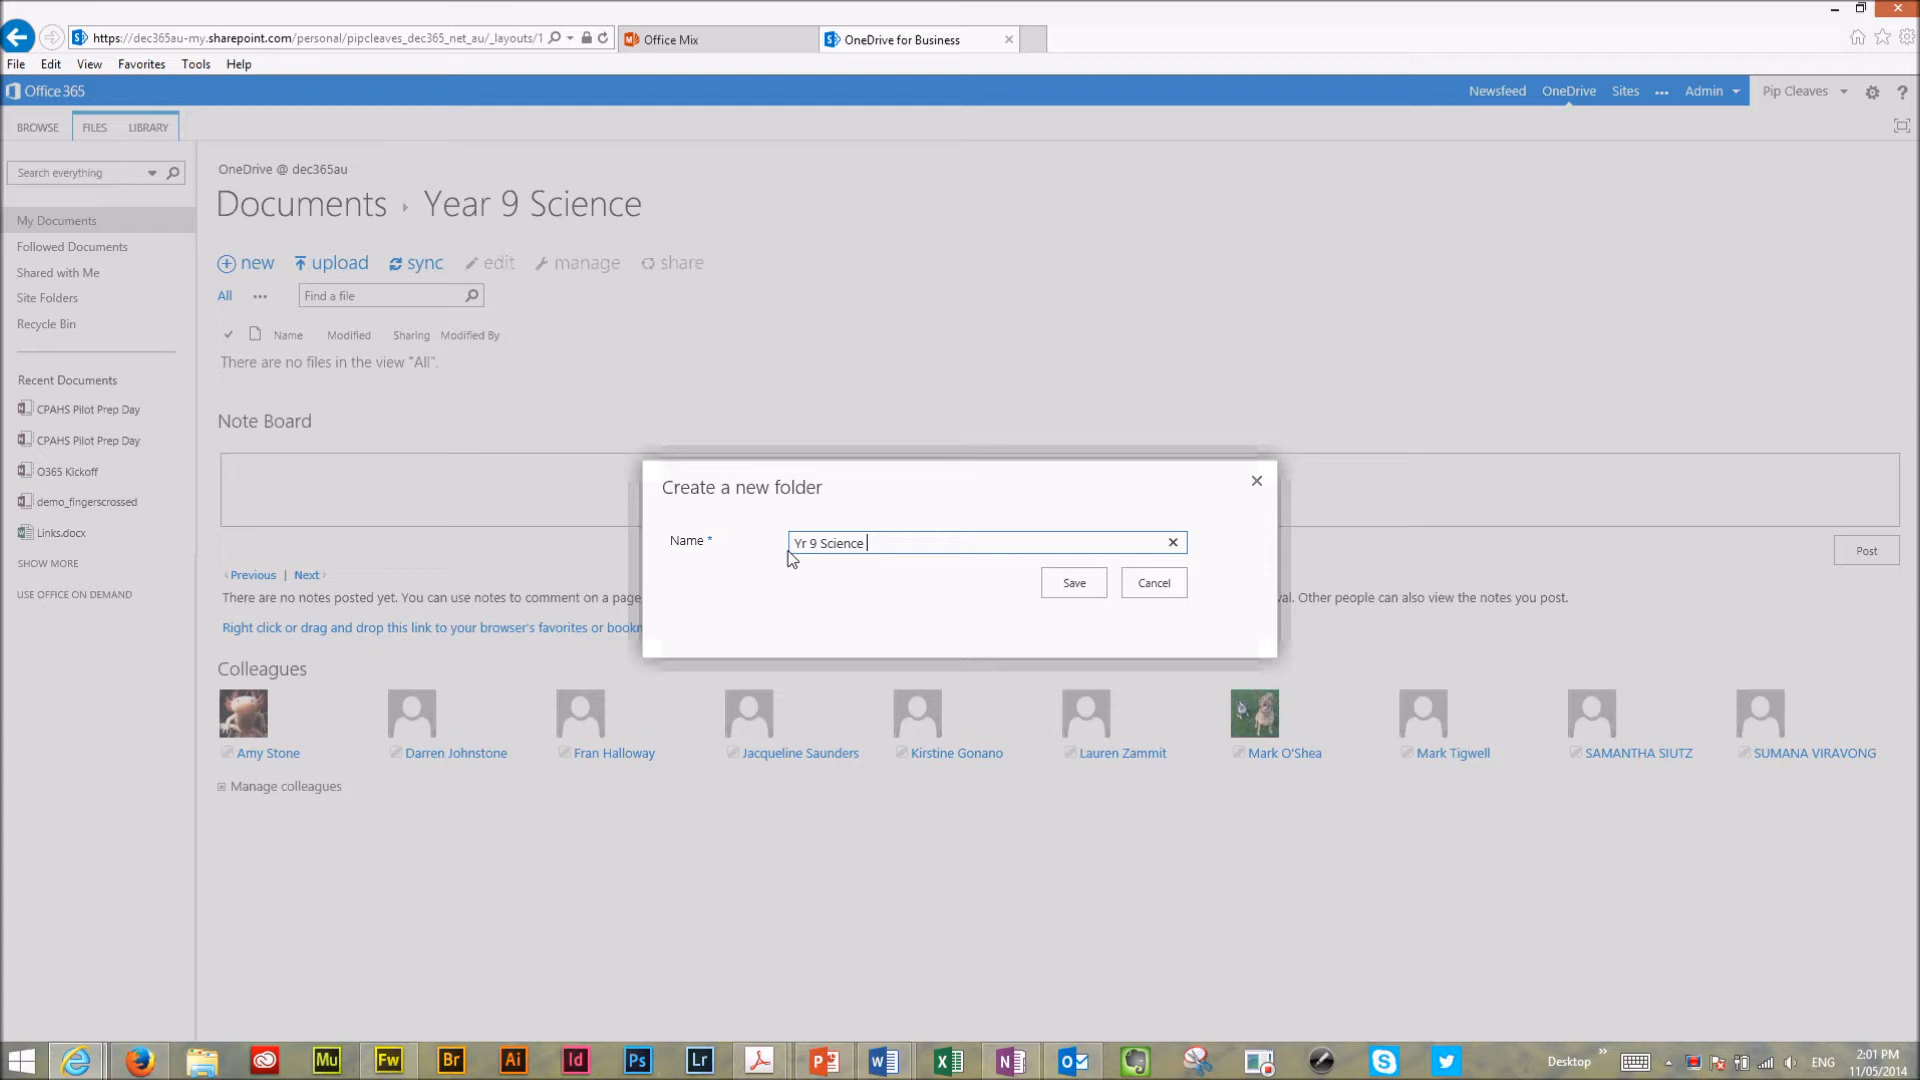 https://dec365au-my.sharepoint.com/personal/pipcleaves_dec365_net_au/_layouts/1
Office Mix
OneDrive for Business
File Edit View Favorites Tools Help
Office 365
Newsfeed OneDrive Sites ... Admin Pip Cleaves ?
BROWSE FILES LIBRARY
Search everything
OneDrive @ dec365au
Documents › Year 9 Science
My Documents
Followed Documents
Shared with Me
Site Folders
Recycle Bin
new upload sync edit manage share
All ... Find a file
Name Modified Sharing Modified By
There are no files in the view "All".
Recent Documents
CPAHS Pilot Prep Day
CPAHS Pilot Prep Day
O365 Kickoff
demo_fingerscrossed
Links.docx
SHOW MORE
USE OFFICE ON DEMAND
Note Board
Create a new folder
Name * Yr 9 Science
Save Cancel
Post
Previous | Next
There are no notes posted yet. You can use notes to comment on a page, val. Other people can also view the notes you post.
Right click or drag and drop this link to your browser's favorites or bookm
Colleagues
Amy Stone Darren Johnstone Fran Halloway Jacqueline Saunders Kirstine Gonano Lauren Zammit Mark O'Shea Mark Tigwell SAMANTHA SIUTZ SUMANA VIRAVONG
Manage colleagues
Mu Fw Br Ai Id Ps Lr
Desktop ENG 2:01 PM
11/05/2014